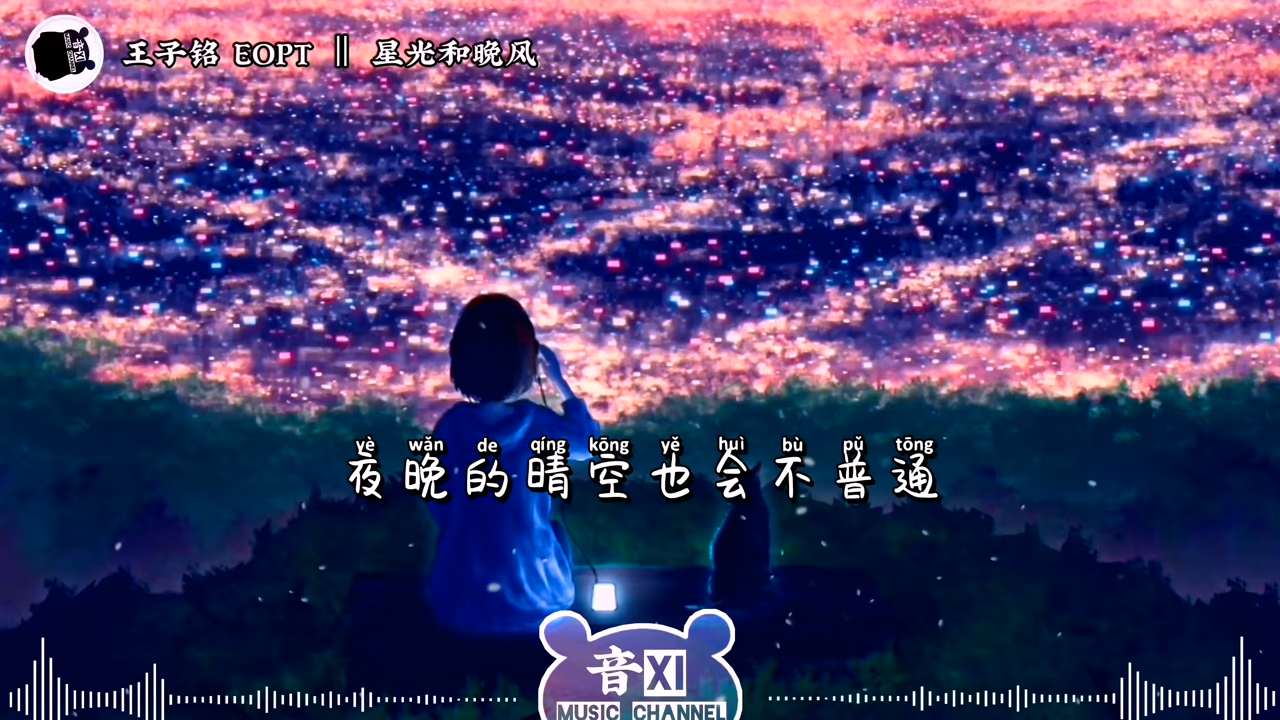 王子铭 EOPT || 星光和晚风
yè wǎn de qíng kōng yě huì bù pǔ tōng
夜晚的晴空也会不普通
音XI
MUSIC CHANNEL